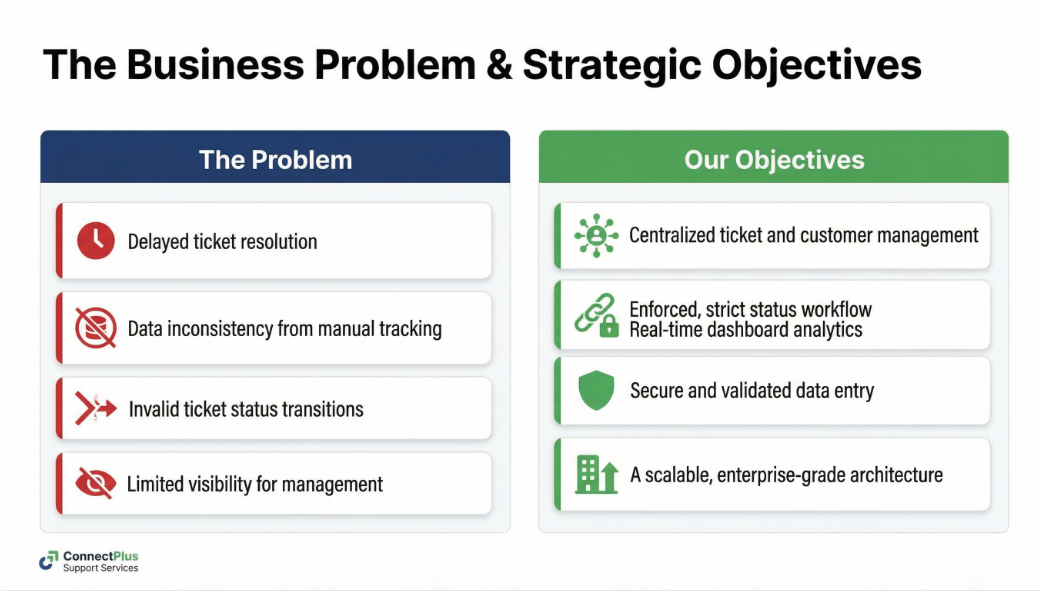 The Business Problem & Strategic Objectives
The Problem
Delayed ticket resolution
Data inconsistency from manual tracking
Invalid ticket status transitions
Limited visibility for management
Our Objectives
Centralized ticket and customer management
Enforced, strict status workflow
Real-time dashboard analytics
Secure and validated data entry
A scalable, enterprise-grade architecture
ConnectPlus
Support Services